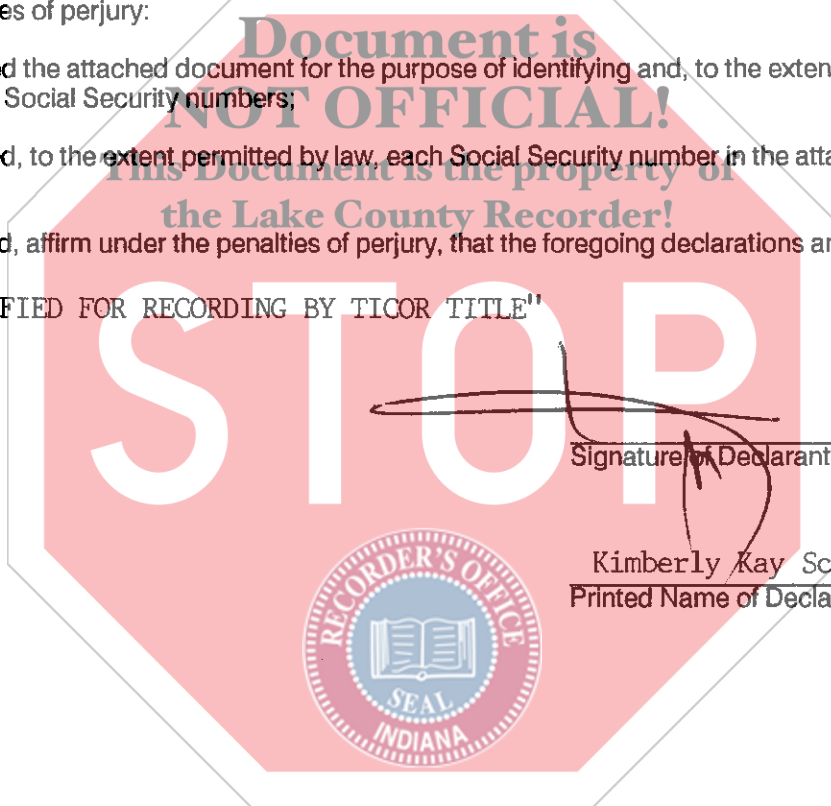 es of perjury:
Document is
d the attached document for the purpose of identifying and, to the exten
Social Security numbers;
NOT OFFICIAL!
d, to the extent permitted by law, each Social Security number in the atta
This Document is the property of
the Lake County Recorder!
d, affirm under the penalties of perjury, that the foregoing declarations ar
FIED FOR RECORDING BY TICOR TITLE"
STOP
Signature of Declarant
Kimberly Kay Sc
Printed Name of Decla
RECORDER'S OFFICE
SEAL
INDIANA